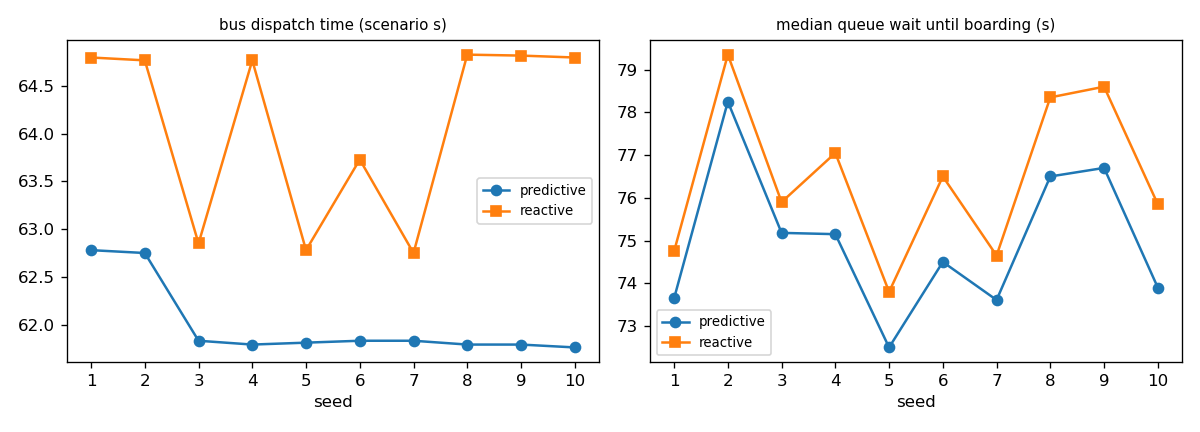 bus dispatch time (scenario s)
64.5
64.0
63.5
63.0
62.5
62.0
predictive
reactive
1 2 3 4 5 6 7 8 9 10
seed
median queue wait until boarding (s)
79
78
77
76
75
74
73
predictive
reactive
1 2 3 4 5 6 7 8 9 10
seed